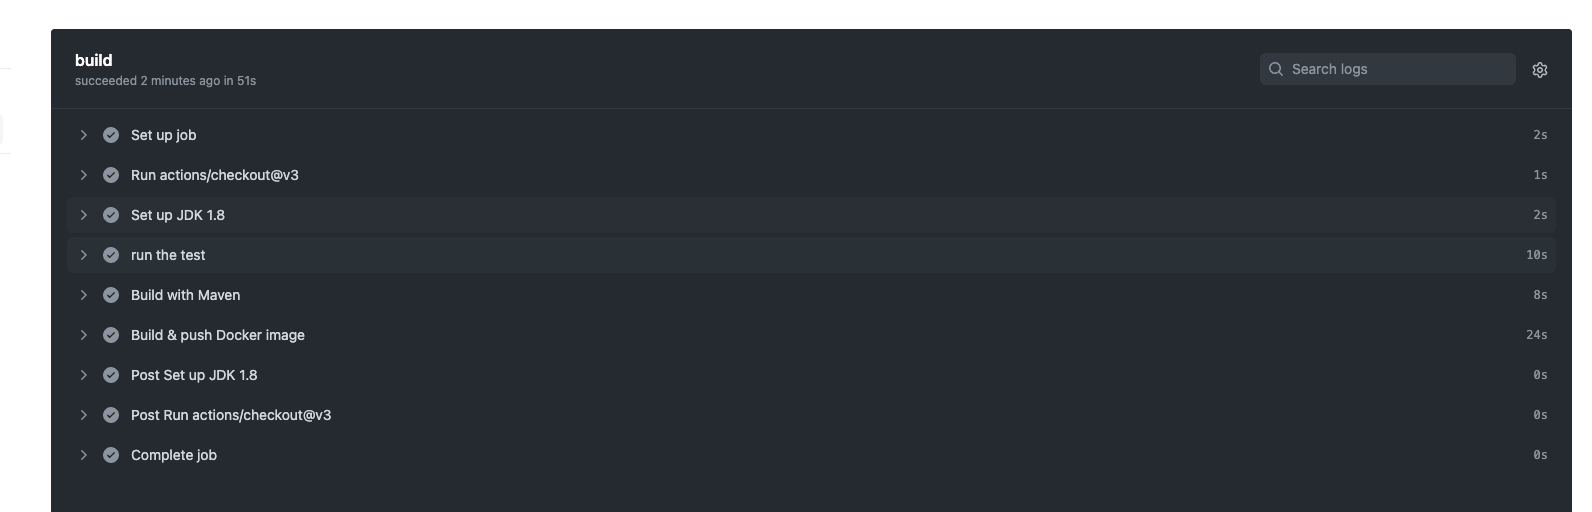 build
succeeded 2 minutes ago in 51s
Search logs
Set up job 2s
Run actions/checkout@v3 1s
Set up JDK 1.8 2s
run the test 10s
Build with Maven 8s
Build & push Docker image 24s
Post Set up JDK 1.8 0s
Post Run actions/checkout@v3 0s
Complete job 0s